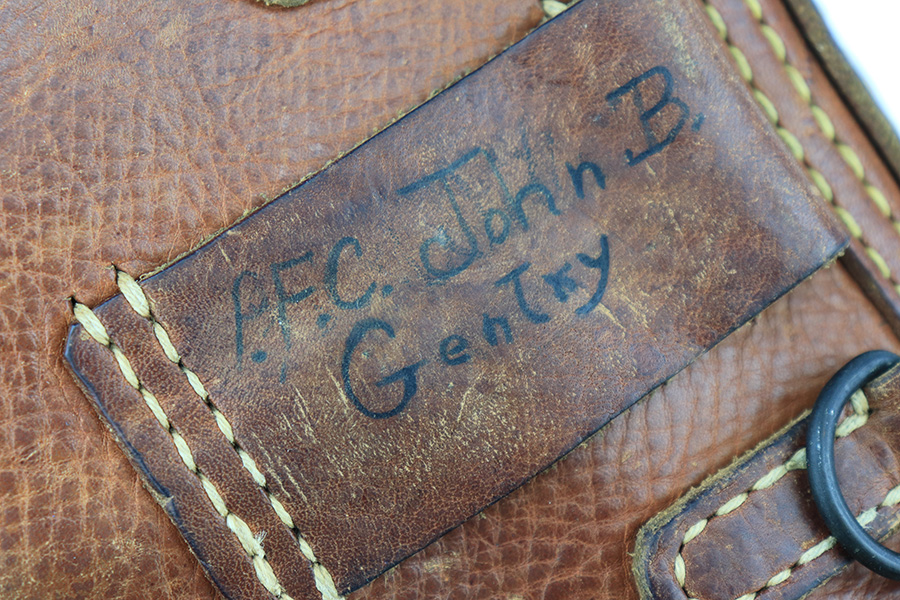 P.F.C. John B.
Gentry